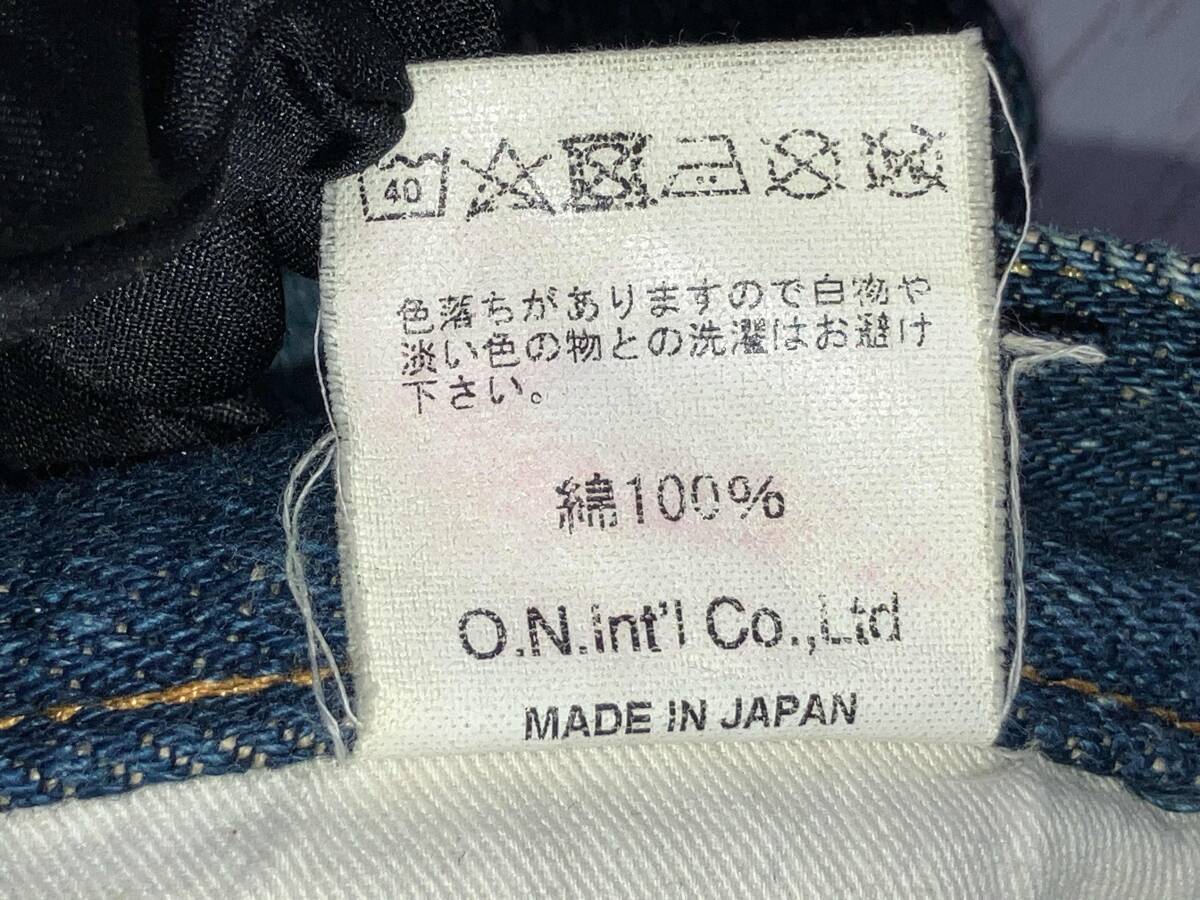 40
色落ちがありますので白物や
淡い色の物との洗濯はお避け
下さい。
綿100%
O.N.Int'l Co.,Ltd
MADE IN JAPAN